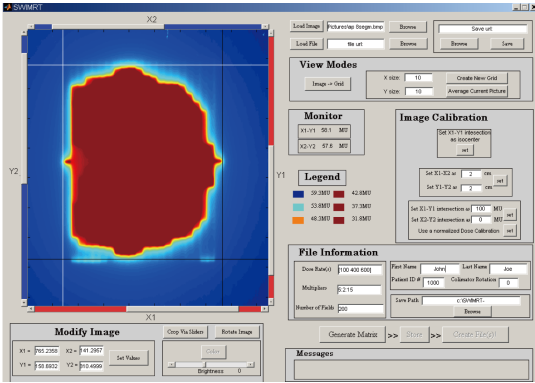 SWIMRT
X2
Y2
Y1
X1
Load Image
Pictures\ap 8osgm.bmp
Browse
Save url
Load File
file url
Browse
Browse
Save
View Modes
Image -> Grid
X size: 10
Create New Grid
Y size: 10
Average Current Picture
Monitor
X1-Y1 58.1 MU
X2-Y2 57.6 MU
Legend
39.3MU 42.8MU
53.8MU 37.3MU
48.3MU 31.8MU
Image Calibration
Set X1-Y1 intesection
as isocenter
set
Set X1-X2 as 2 cm
set
Set Y1-Y2 as 2 cm
Set X1-Y1 intersection as 100 MU
set
Set X2-Y2 intersection as 0 MU
Use a normalized Dose Calibration set
File Information
Dose Rate(s) [100 400 600]
Multipliers 5:2:15
Number of Fields 200
First Name John Last Name Joe
Patient ID # 1000 Colimator Rotation 0
Save Path c:\SWIMRT-
Browse
Generate Matrix >> Store >> Create File(s)!
Messages
Modify Image
X1 = 765.2358 X2 = 141.2957
Y1 = 158.6932 Y2 = 310.4999
Set Values
Crop Via Sliders
Rotate Image
Color
Brightness 0